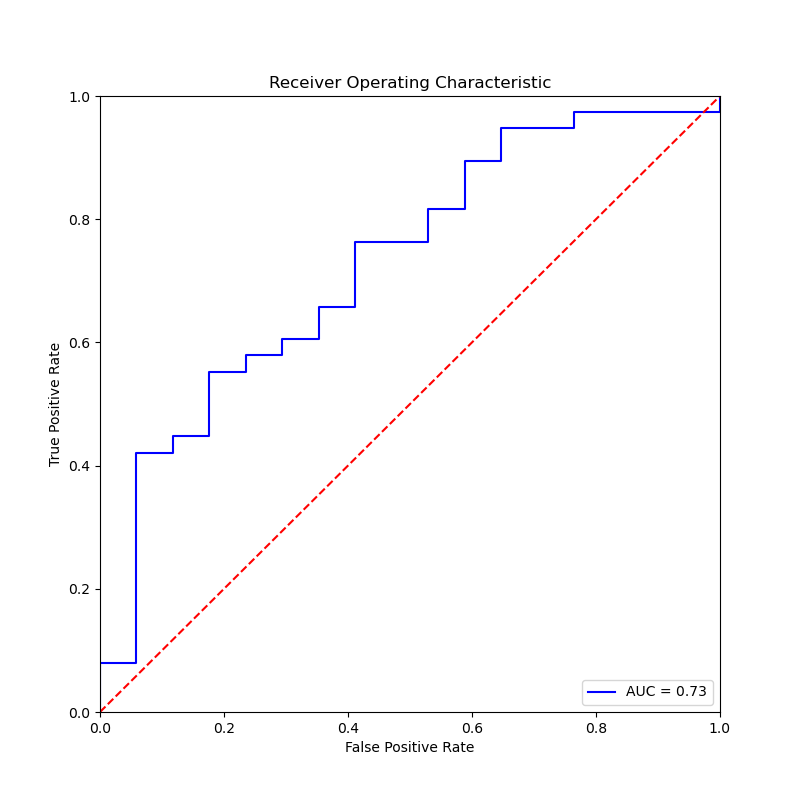 Receiver Operating Characteristic
True Positive Rate
1.0
0.8
0.6
0.4
0.2
0.0
AUC = 0.73
0.0 0.2 0.4 0.6 0.8 1.0
False Positive Rate